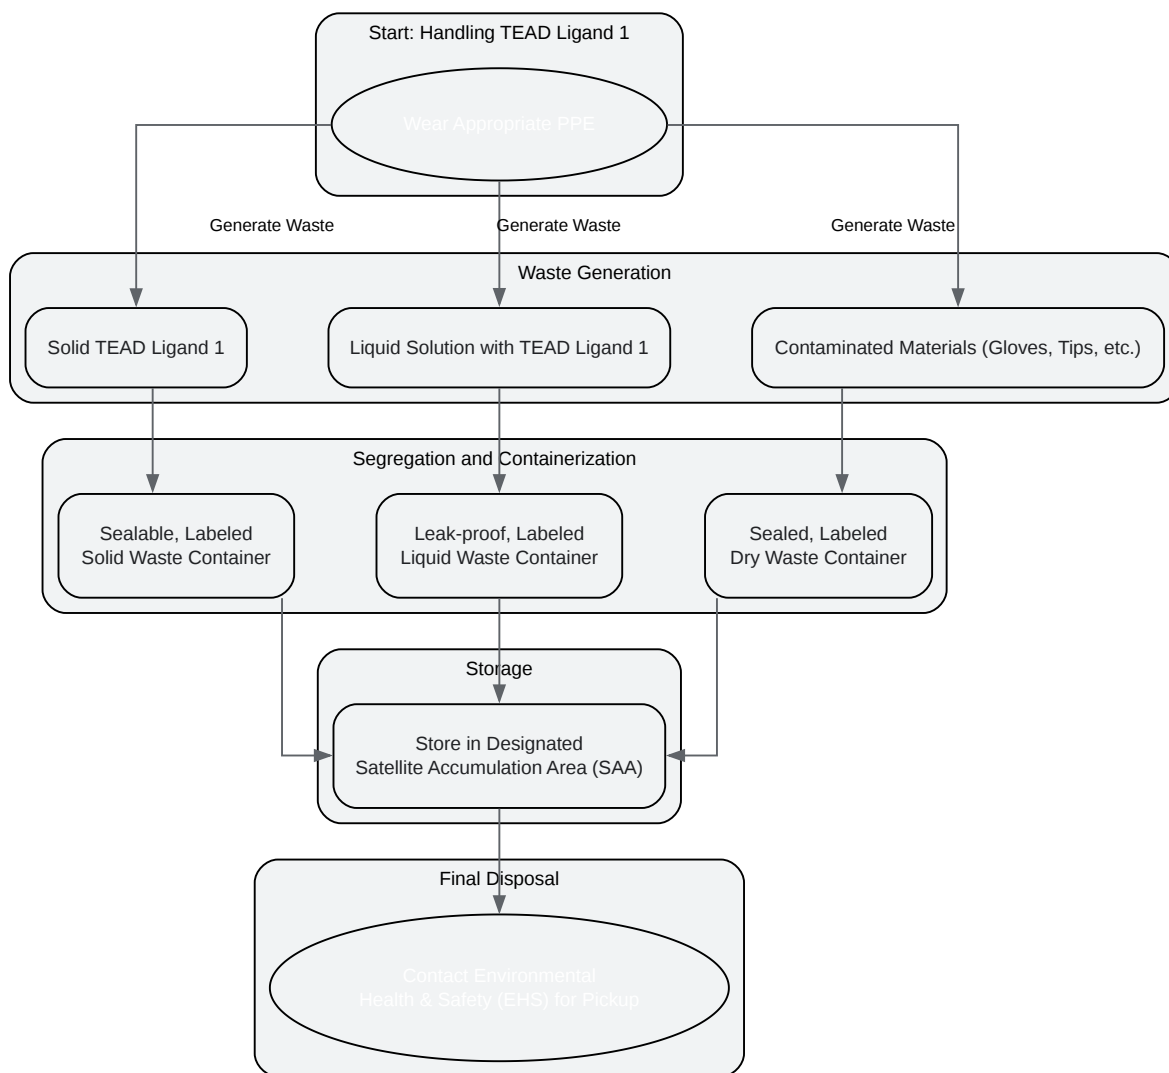 Start: Handling TEAD Ligand 1
Wear Appropriate PPE
Generate Waste
Generate Waste
Generate Waste
Waste Generation
Solid TEAD Ligand 1
Liquid Solution with TEAD Ligand 1
Contaminated Materials (Gloves, Tips, etc.)
Segregation and Containerization
Sealable, Labeled
Solid Waste Container
Leak-proof, Labeled
Liquid Waste Container
Sealed, Labeled
Dry Waste Container
Storage
Store in Designated
Satellite Accumulation Area (SAA)
Final Disposal
Contact Environmental
Health & Safety (EHS) for Pickup